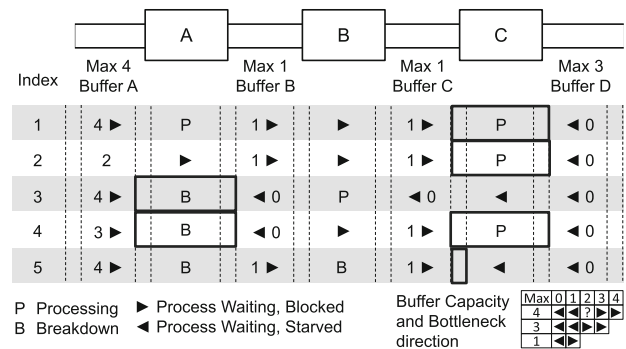 A B C
Index Max 4 Buffer A Max 1 Buffer B Max 1 Buffer C Max 3 Buffer D
1 4 ► P 1 ► ► 1 ► P ◄ 0
2 2 ► 1 ► ► 1 ► P ◄ 0
3 4 ► B ◄ 0 P ◄ 0 ◄ ◄ 0
4 3 ► B ◄ 0 ► 1 ► P ◄ 0
5 4 ► B 1 ► B ◄ ◄ 0
P Processing ► Process Waiting, Blocked
B Breakdown ◄ Process Waiting, Starved
Buffer Capacity and Bottleneck direction
Max 0 1 2 3 4
4 ◄ ◄ ? ► ►
3 ◄ ◄ ► ►
1 ◄ ►